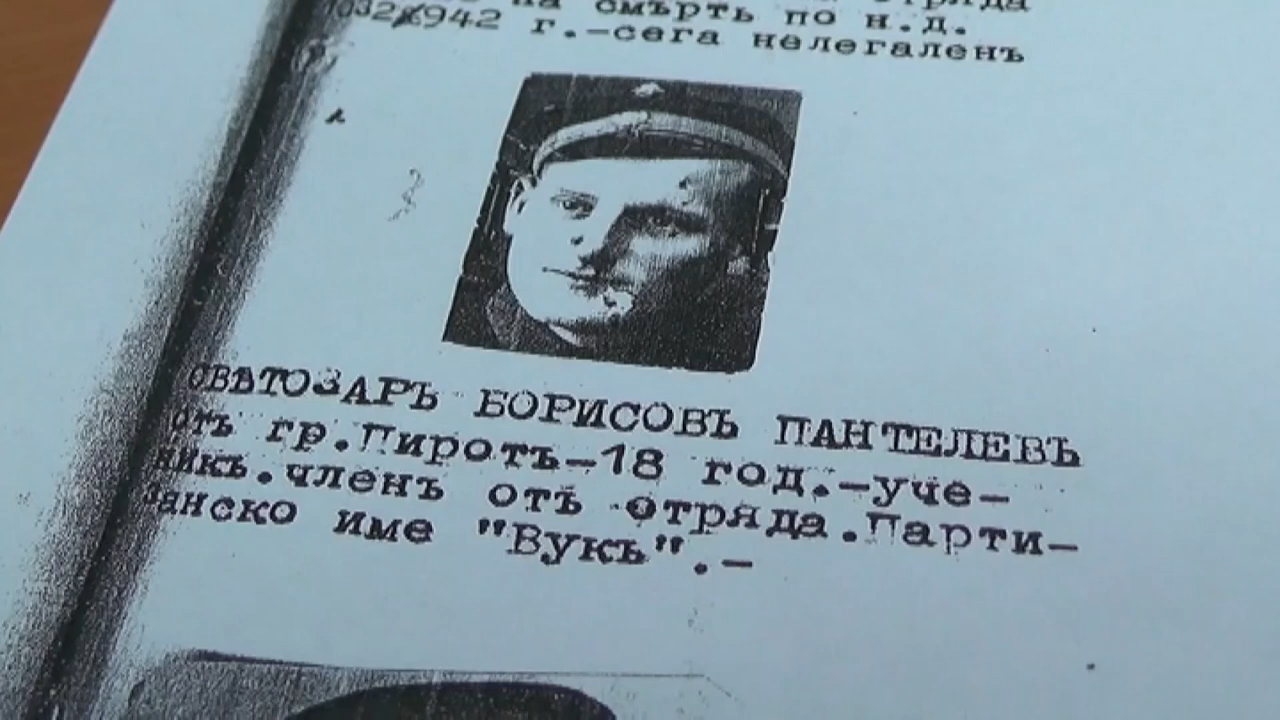 на смърть по н.д.
1032/942 г.-сега нелегаленъ
СВѢТОЗАРЪ БОРИСОВЪ ПАНТЕЛЕВЪ
отъ гр.Пиротъ-18 год.-уче-
никъ.членъ отъ отряда.Парти-
занско име "Вукъ".-